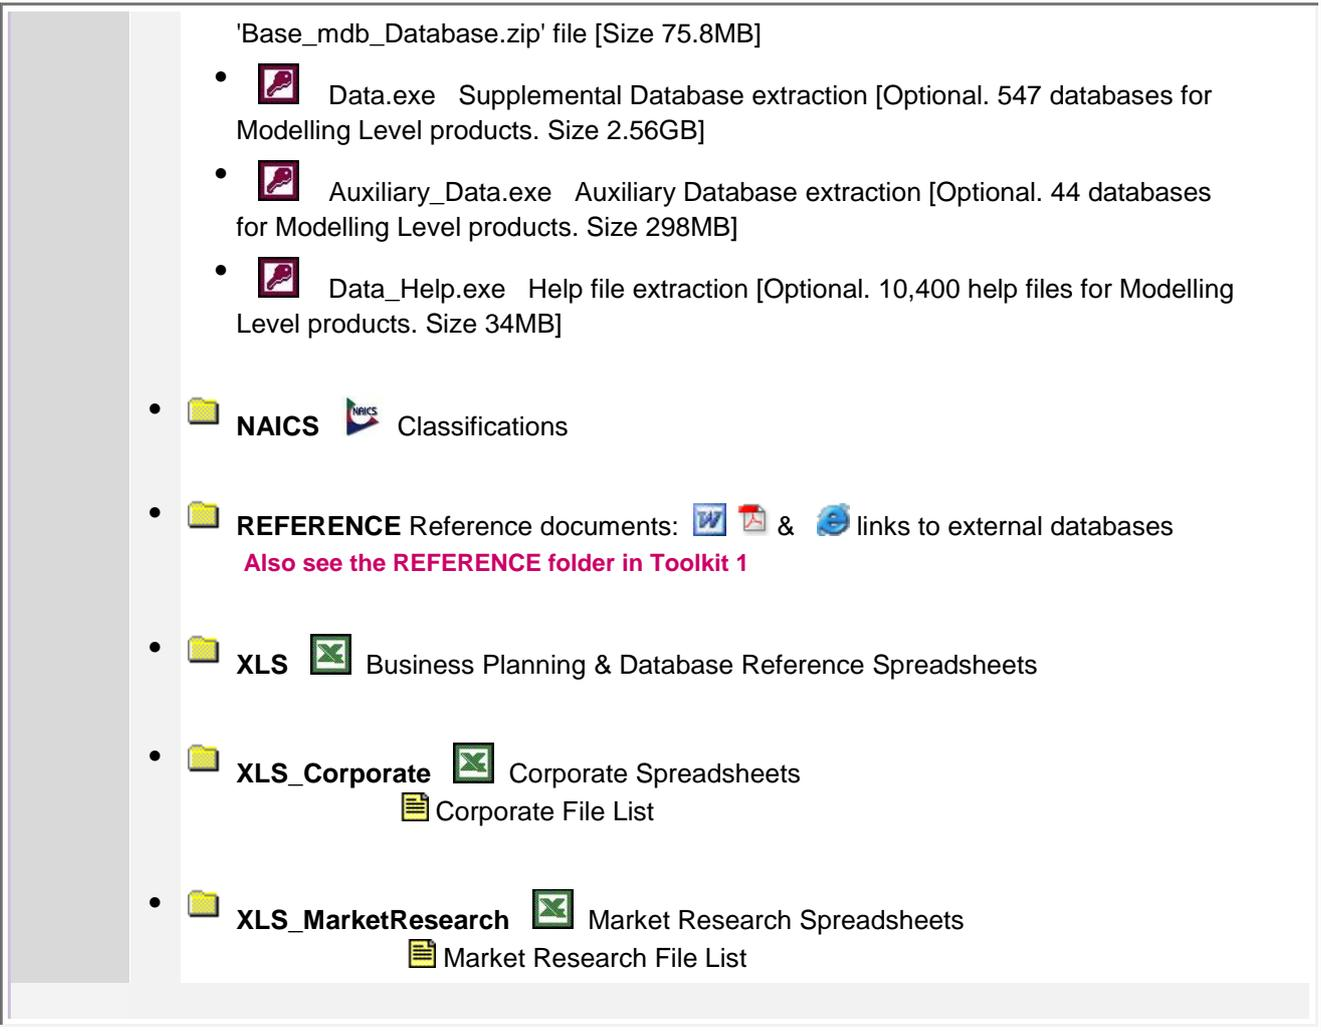 'Base_mdb_Database.zip' file [Size 75.8MB]
Data.exe Supplemental Database extraction [Optional. 547 databases for
Modelling Level products. Size 2.56GB]
Auxiliary_Data.exe Auxiliary Database extraction [Optional. 44 databases
for Modelling Level products. Size 298MB]
Data_Help.exe Help file extraction [Optional. 10,400 help files for Modelling
Level products. Size 34MB]
NAICS NAICS Classifications
REFERENCE Reference documents: W & links to external databases
Also see the REFERENCE folder in Toolkit 1
XLS Business Planning & Database Reference Spreadsheets
XLS_Corporate Corporate Spreadsheets
Corporate File List
XLS_MarketResearch Market Research Spreadsheets
Market Research File List